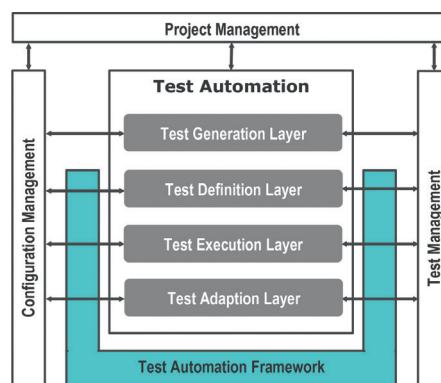 Project Management
Test Automation
Test Generation Layer
Test Definition Layer
Test Execution Layer
Test Adaption Layer
Configuration Management
Test Management
Test Automation Framework